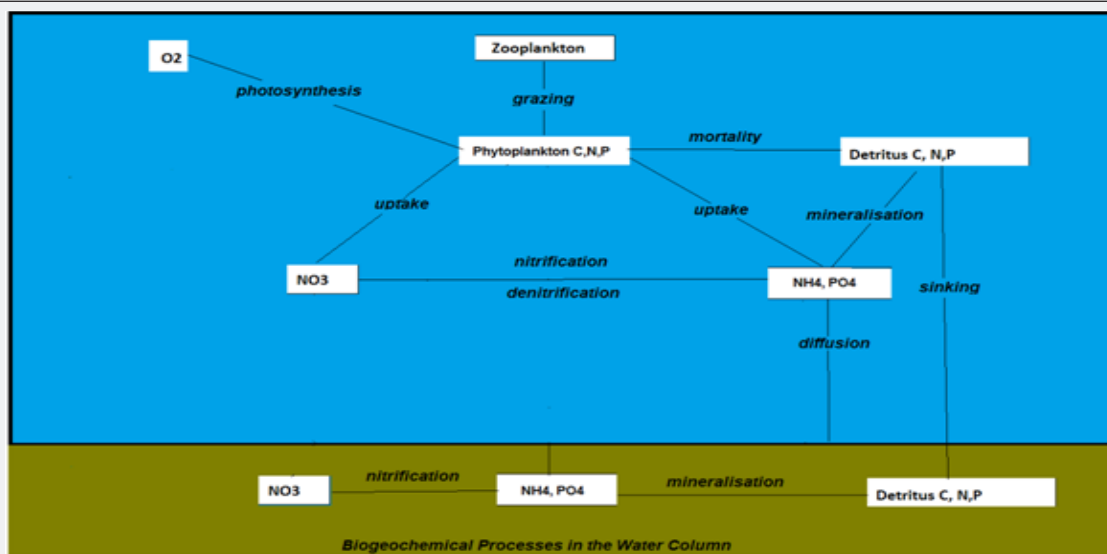 Zooplankton
O2
photosynthesis
grazing
mortality
Phytoplankton C,N,P
Detritus C, N,P
uptake
uptake
mineralisation
nitrification
NO3
NH4, PO4
sinking
denitrification
diffusion
nitrification
mineralisation
NO3
NH4, PO4
Detritus C, N,P
Biogeochemical Processes in the Water Column